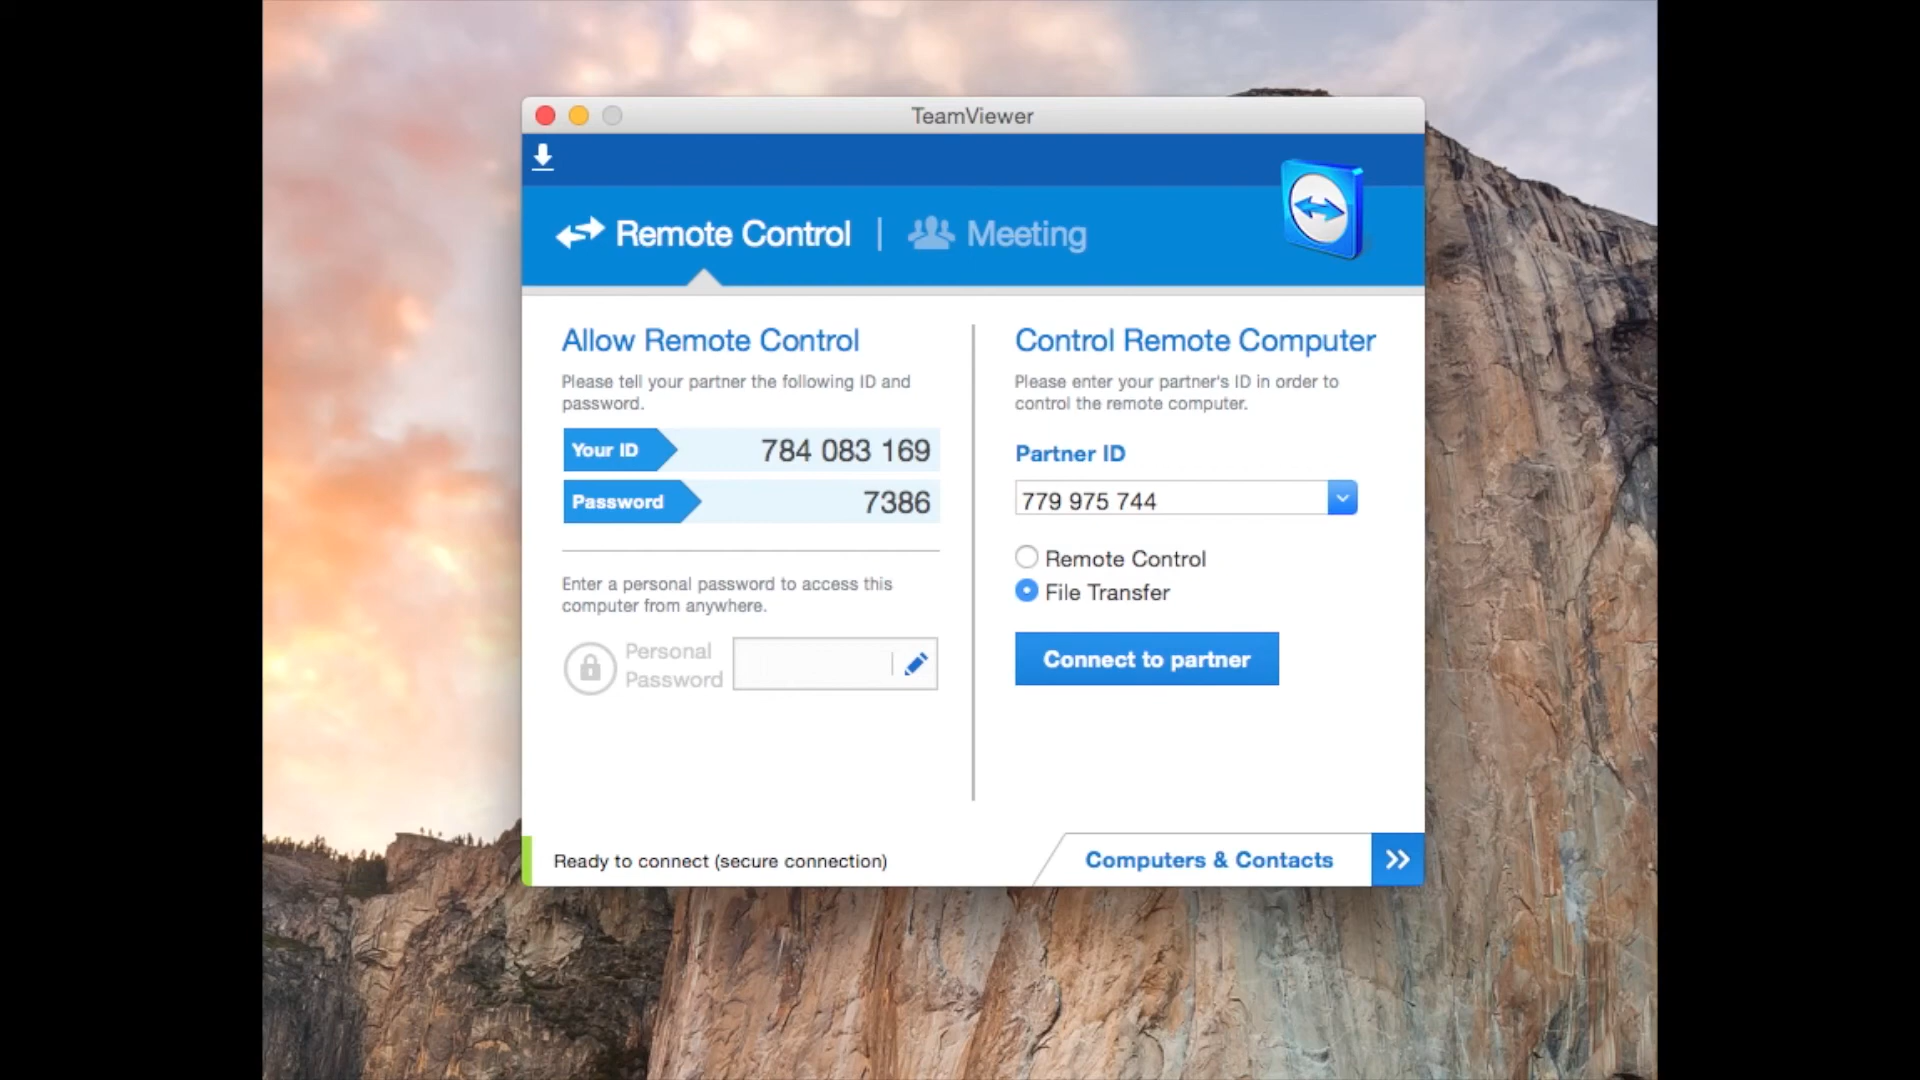 TeamViewer
Remote Control
Meeting
Allow Remote Control
Please tell your partner the following ID and
password.
Your ID
784 083 169
Password
7386
Enter a personal password to access this
computer from anywhere.
Personal
Password
Control Remote Computer
Please enter your partner's ID in order to
control the remote computer.
Partner ID
779 975 744
Remote Control
File Transfer
Connect to partner
Ready to connect (secure connection)
Computers & Contacts